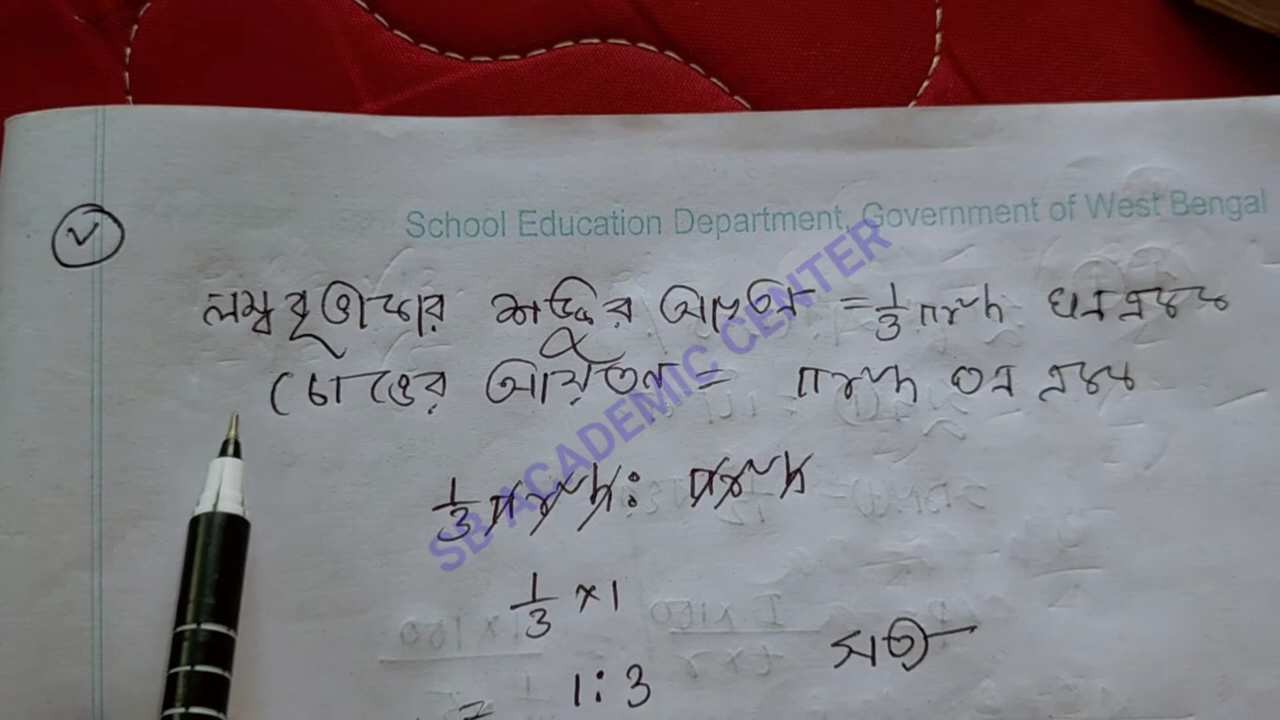 School Education Department, Government of West Bengal
v
লম্ব বৃত্তাকার শঙ্কুর আয়তন = 1/3 πr²h ঘন একক
চোঙের আয়তন = πr²h ঘন একক
1/3 πr²h : πr²h
1/3 × 1
সত্য
1 : 3
SB ACADEMIC CENTER